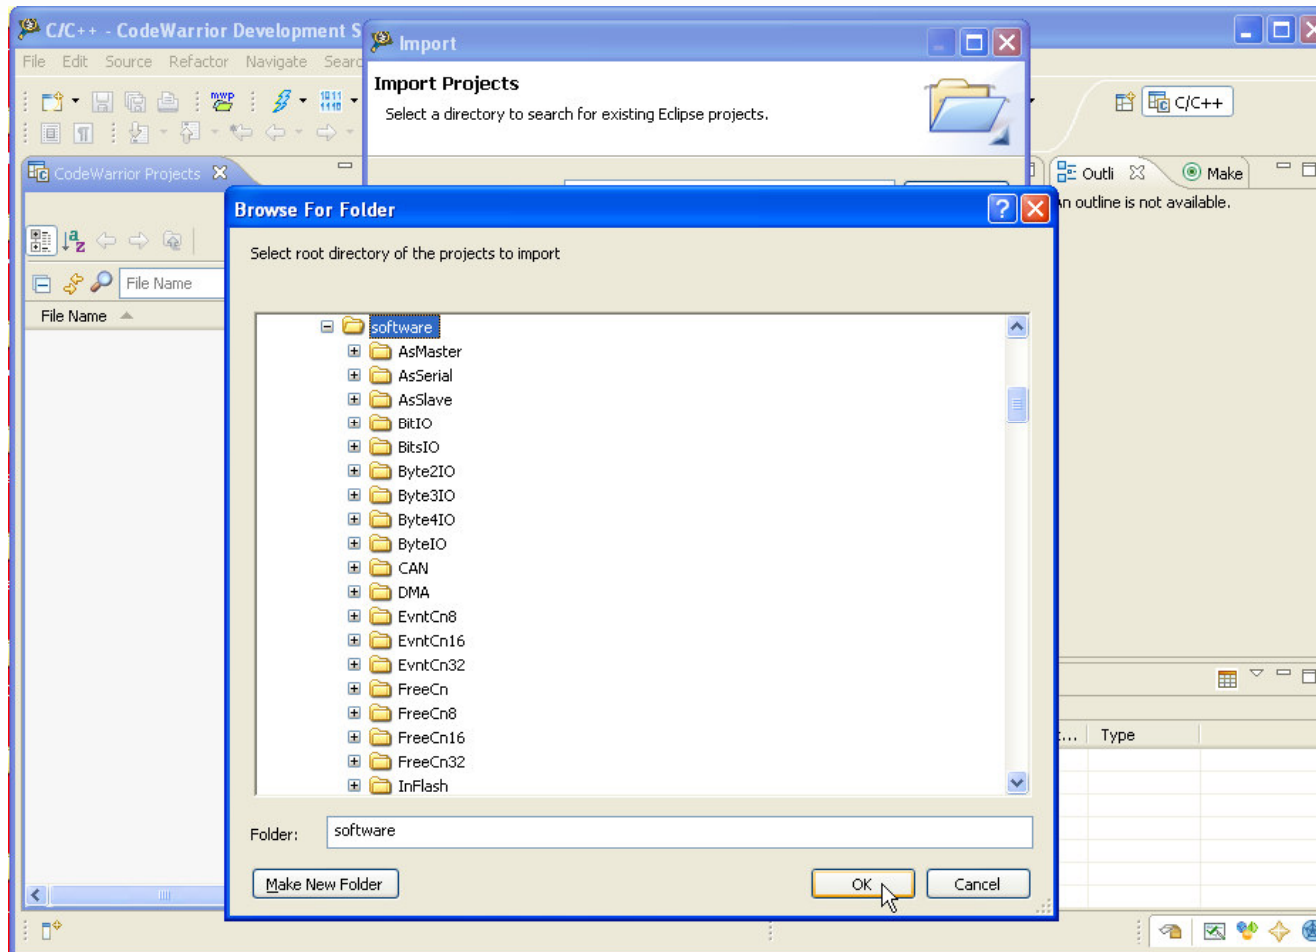 C/C++ - CodeWarrior Development S
Import
File Edit Source Refactor Navigate Searc
Import Projects
Select a directory to search for existing Eclipse projects.
C/C++
CodeWarrior Projects
Outli
Make
An outline is not available.
Browse For Folder
Select root directory of the projects to import
File Name
File Name
software
AsMaster
AsSerial
AsSlave
BitIO
BitsIO
Byte2IO
Byte3IO
Byte4IO
ByteIO
CAN
DMA
EvntCn8
EvntCn16
EvntCn32
FreeCn
FreeCn8
FreeCn16
FreeCn32
InFlash
Type
Folder: software
Make New Folder
OK
Cancel